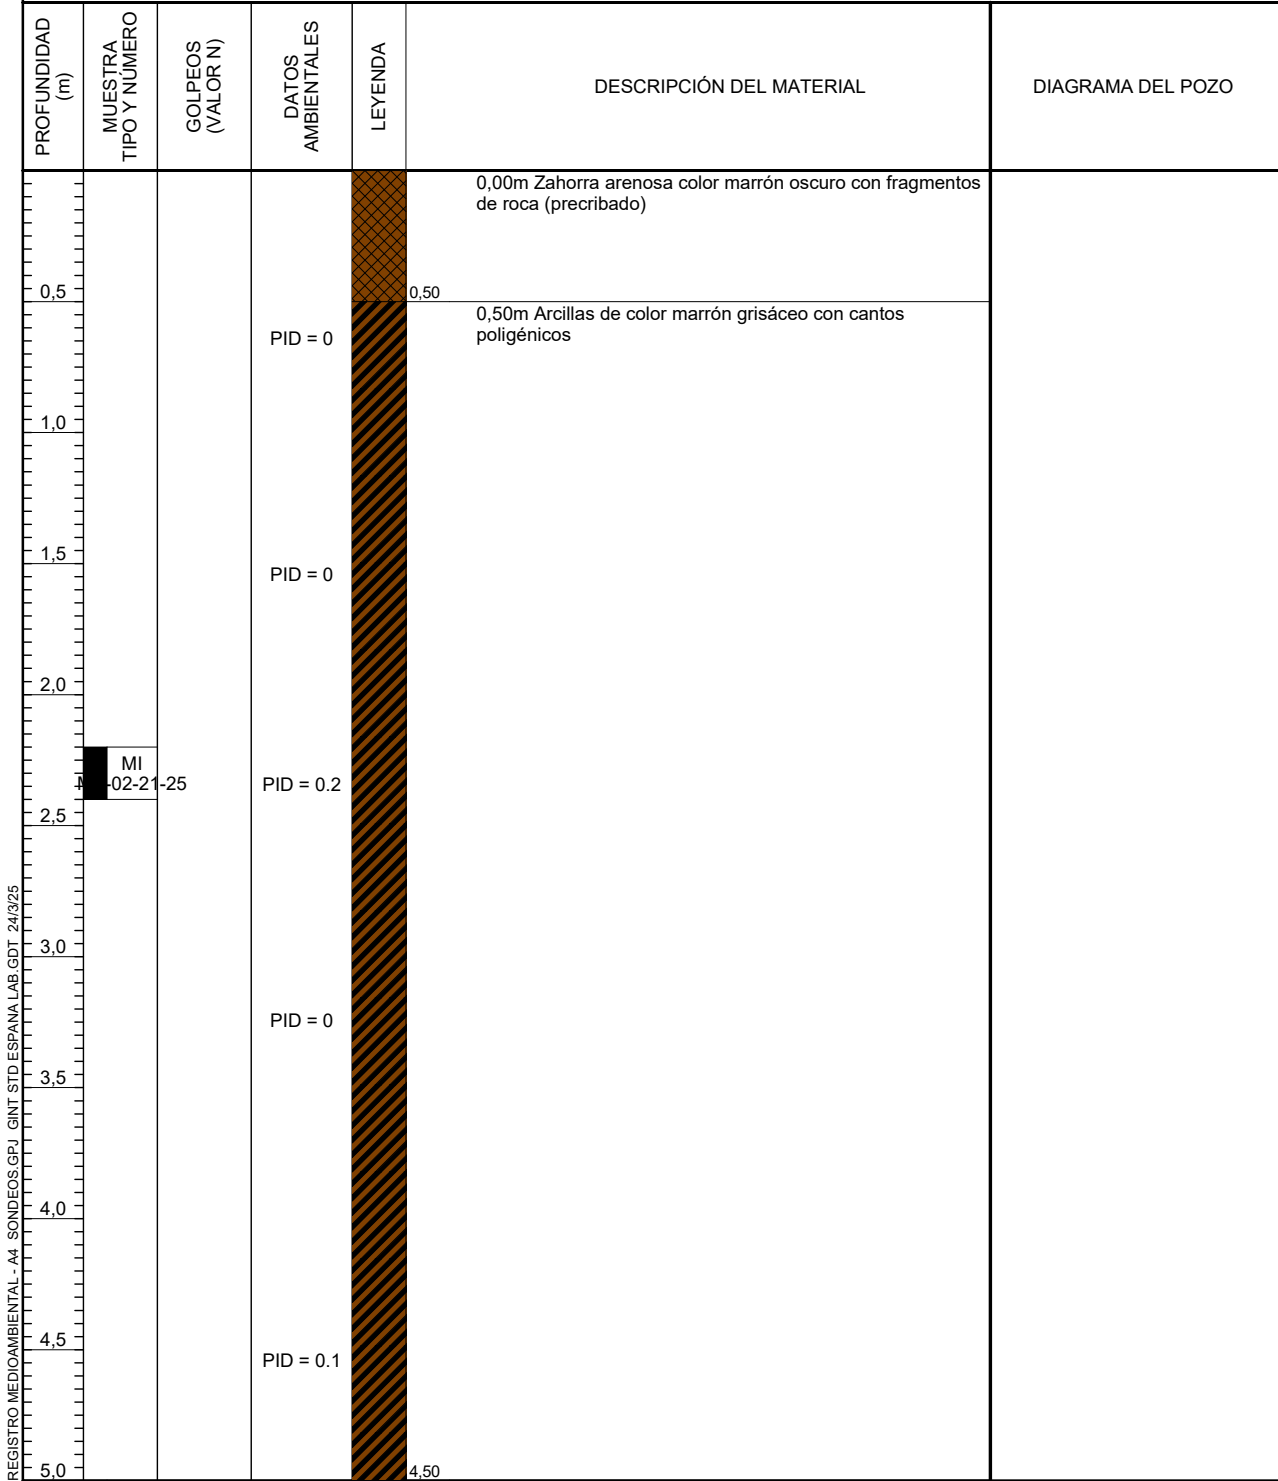 PROFUNDIDAD
(m)
MUESTRA
TIPO Y NÚMERO
GOLPEOS
(VALOR N)
DATOS
AMBIENTALES
LEYENDA
DESCRIPCIÓN DEL MATERIAL
DIAGRAMA DEL POZO
0,00m Zahorra arenosa color marrón oscuro con fragmentos
de roca (precribado)
0,5
0,50
0,50m Arcillas de color marrón grisáceo con cantos
poligénicos
PID = 0
1,0
1,5
PID = 0
2,0
MI
-02-21-25
PID = 0.2
2,5
3,0
PID = 0
3,5
4,0
4,5
PID = 0.1
5,0
4,50
REGISTRO MEDIOAMBIENTAL - A4 SONDEOS.GPJ GINT STD ESPANA LAB.GDT 24/3/25